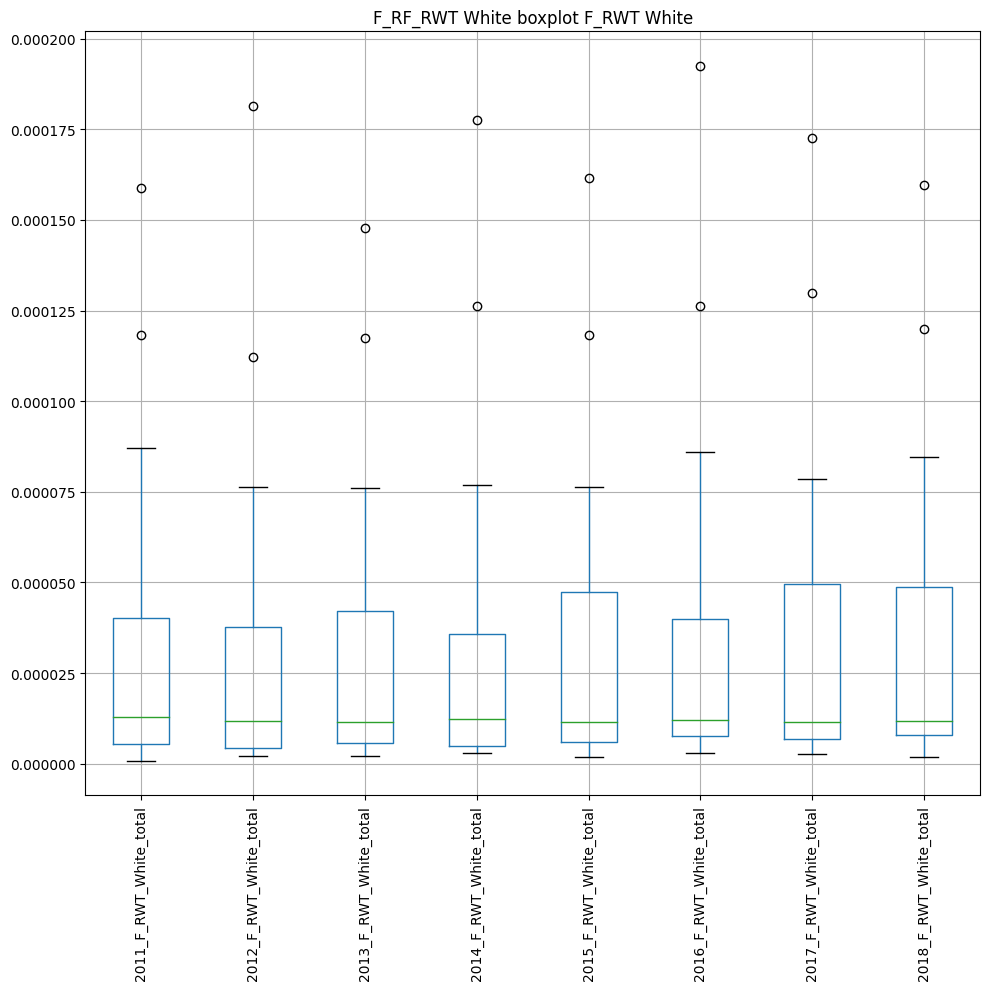 F_RF_RWT White boxplot F_RWT White
0.000200
0.000175
0.000150
0.000125
0.000100
0.000075
0.000050
0.000025
0.000000
2011_F_RWT_White_total
2012_F_RWT_White_total
2013_F_RWT_White_total
2014_F_RWT_White_total
2015_F_RWT_White_total
2016_F_RWT_White_total
2017_F_RWT_White_total
2018_F_RWT_White_total